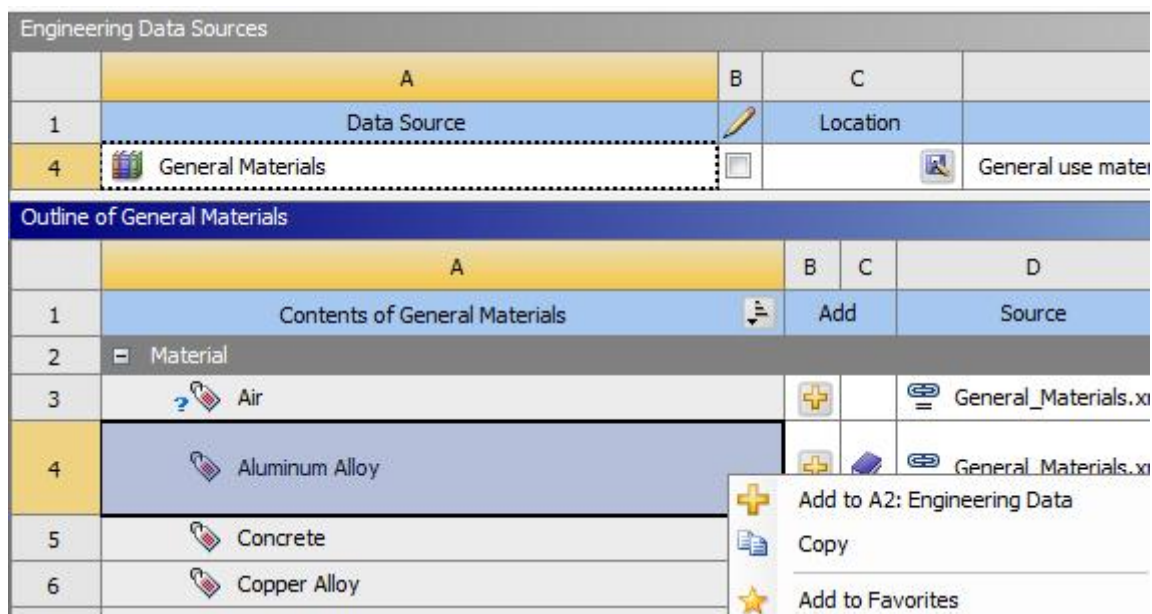 Engineering Data Sources
A B C
1 Data Source Location
4 General Materials General use mater
Outline of General Materials
A B C D
1 Contents of General Materials Add Source
2 Material
3 Air General_Materials.x
4 Aluminum Alloy General_Materials.x
Add to A2: Engineering Data
5 Concrete
Copy
6 Copper Alloy
Add to Favorites